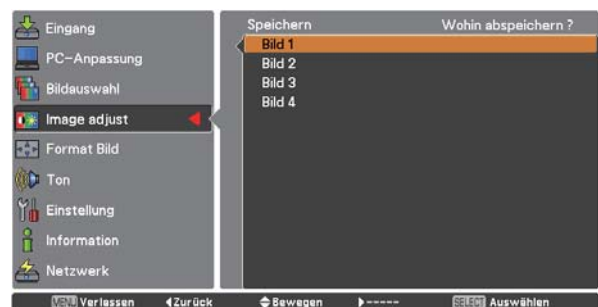 Eingang
PC-Anpassung
Bildauswahl
Image adjust
Format Bild
Ton
Einstellung
Information
Netzwerk
Speichern Wohin abspeichern ?
Bild 1
Bild 2
Bild 3
Bild 4
MENU Verlassen Zurück Bewegen ----- SELECT Auswählen